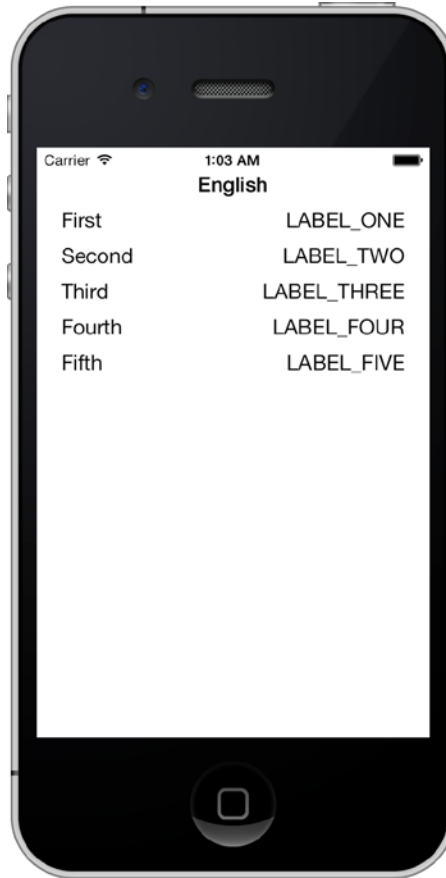 Carrier 1:03 AM
English
First LABEL_ONE
Second LABEL_TWO
Third LABEL_THREE
Fourth LABEL_FOUR
Fifth LABEL_FIVE